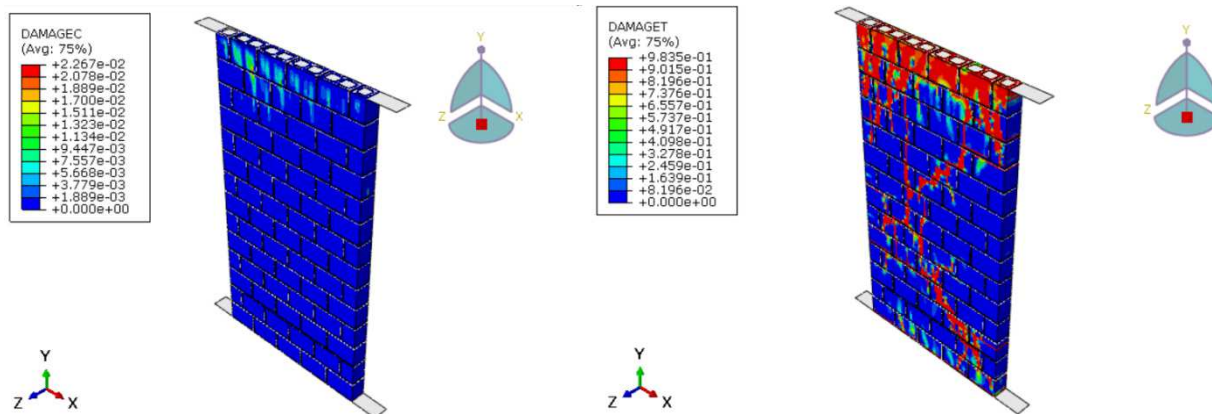 DAMAGEC
(Avg: 75%)
+2.267e-02
+2.078e-02
+1.889e-02
+1.700e-02
+1.511e-02
+1.323e-02
+1.134e-02
+9.447e-03
+7.557e-03
+5.668e-03
+3.779e-03
+1.889e-03
+0.000e+00
Y
Z
X
Y
Z
X
DAMAGET
(Avg: 75%)
+9.835e-01
+9.015e-01
+8.196e-01
+7.376e-01
+6.557e-01
+5.737e-01
+4.917e-01
+4.098e-01
+3.278e-01
+2.459e-01
+1.639e-01
+8.196e-02
+0.000e+00
Y
Z
Y
Z
X